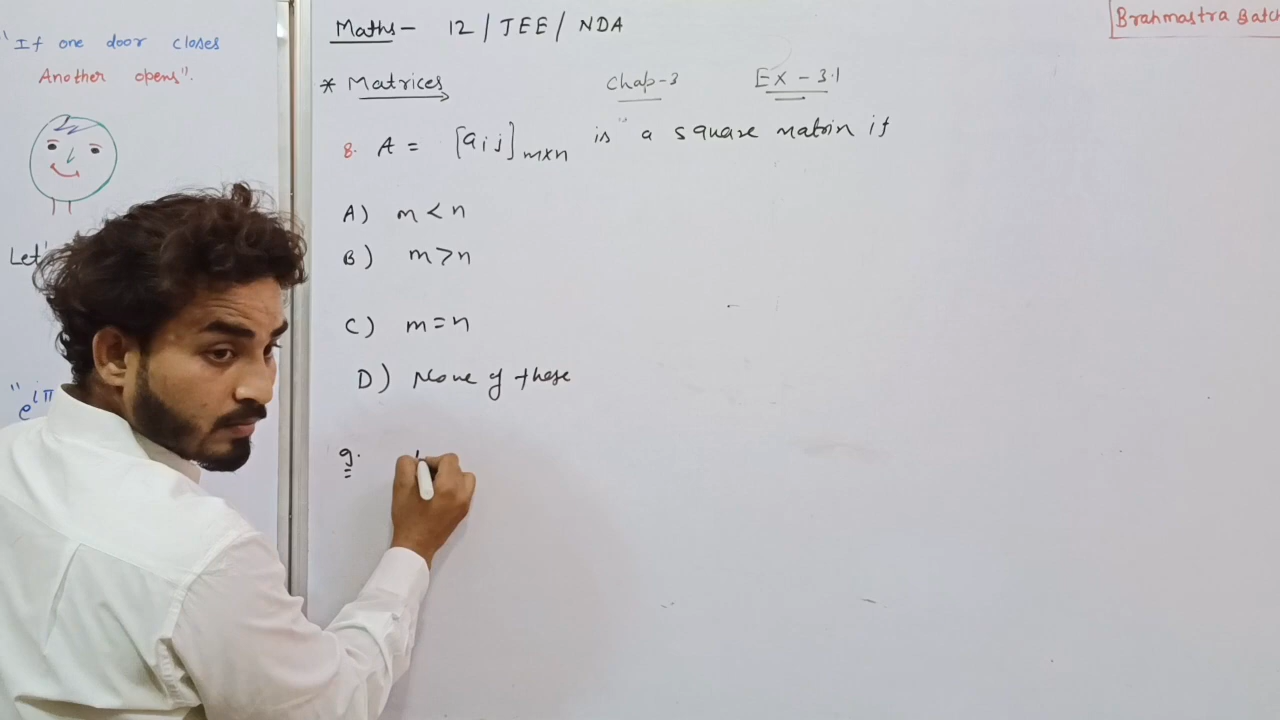 "If one door closes
Another opens".
Let'
"e^iπ
Maths - 12 / JEE / NDA
Brahmastra Batch
* Matrices Chap-3 Ex - 3.1
8. A = [aij]m×n is a square matrix if
A) m < n
B) m > n
C) m = n
D) None of these
9.